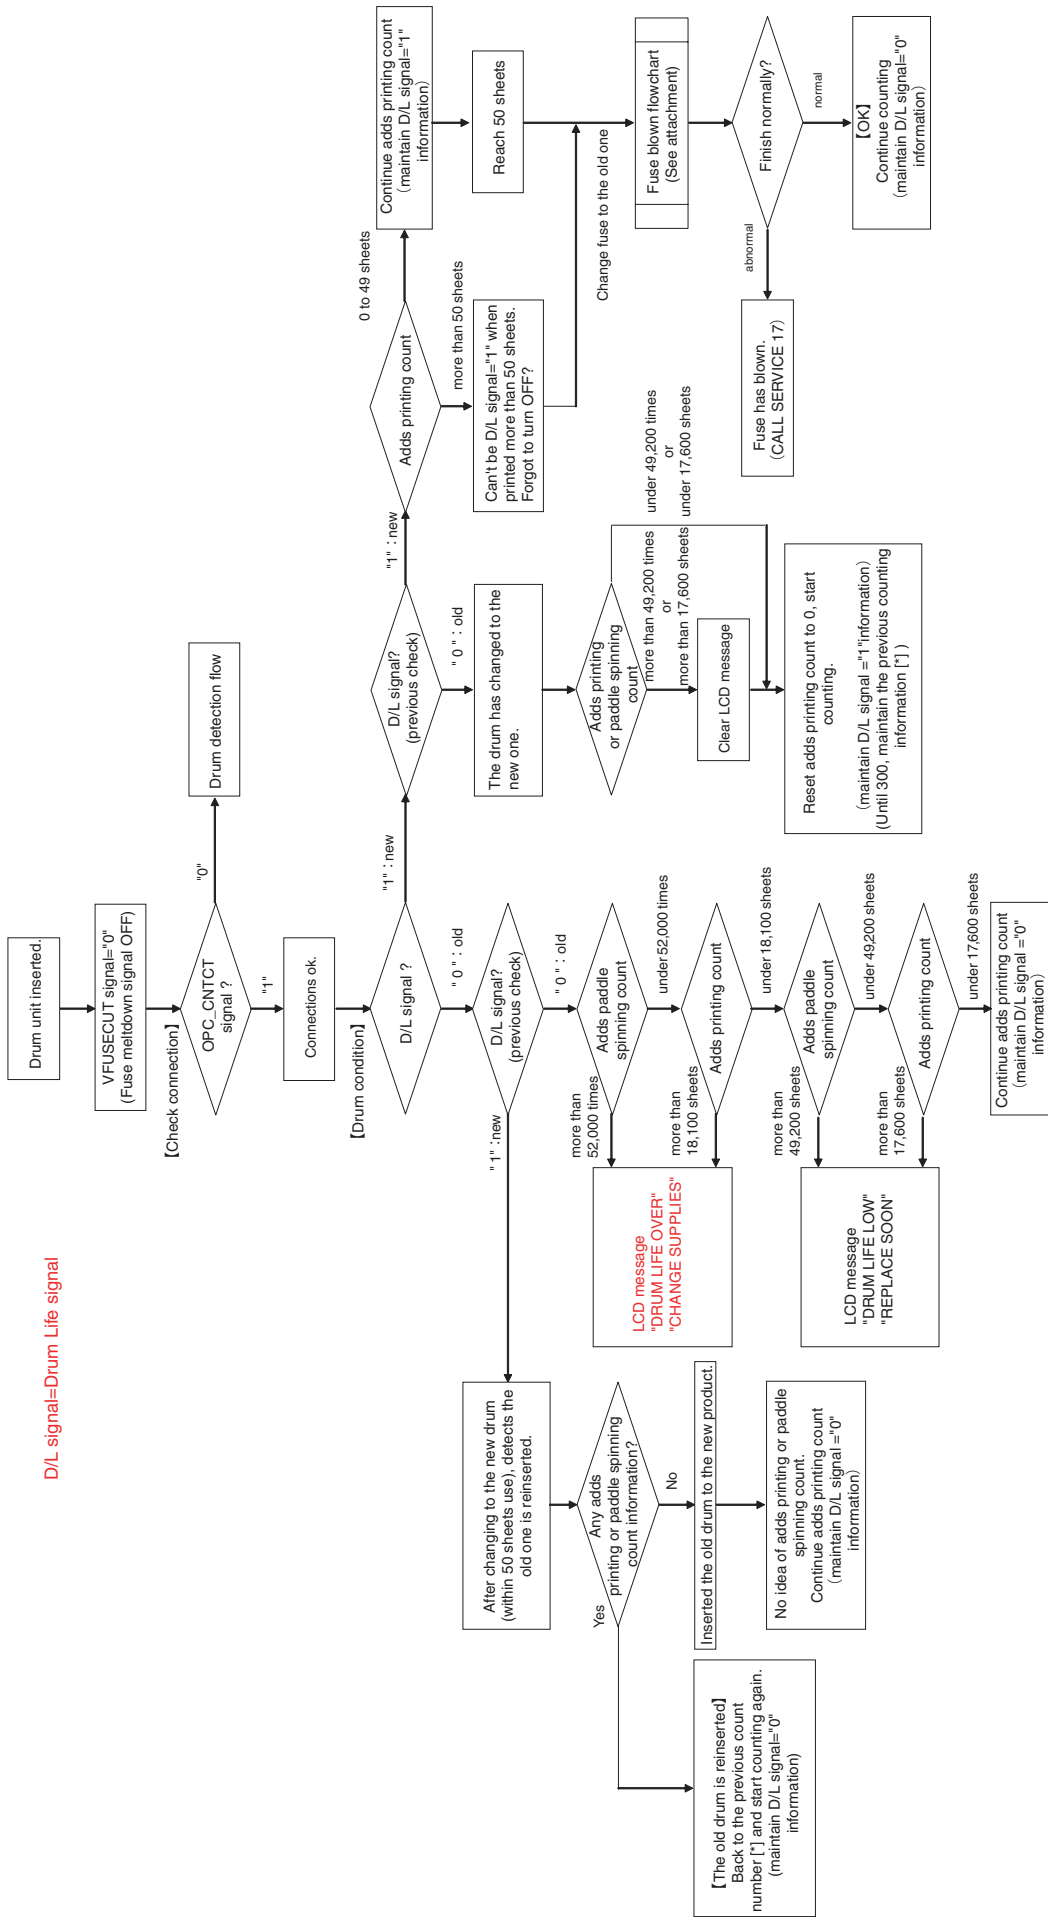 D/L signal=Drum Life signal
Drum unit inserted.
VFUSECUT signal="0"
(Fuse meltdown signal OFF)
【Check connection】
OPC_CNTCT
signal ?
"0"
Drum detection flow
"1"
Connections ok.
【Drum condition】
D/L signal ?
"1" : new
"0" : old
D/L signal?
(previous check)
"1" : new
"0" : old
Adds printing count
0 to 49 sheets
Continue adds printing count
(maintain D/L signal="1"
information)
Reach 50 sheets
more than 50 sheets
Can't be D/L signal="1" when
printed more than 50 sheets.
Forgot to turn OFF?
Change fuse to the old one
Fuse blown flowchart
(See attachment)
Finish normally?
abnormal
normal
Fuse has blown.
(CALL SERVICE 17)
【OK】
Continue counting
(maintain D/L signal="0"
information)
The drum has changed to the
new one.
Adds printing
or paddle spinning
count
more than 49,200 times
or
more than 17,600 sheets
under 49,200 times
or
under 17,600 sheets
Clear LCD message
Reset adds printing count to 0, start
counting.
(maintain D/L signal ="1"information)
(Until 300, maintain the previous counting
information [*] )
D/L signal?
(previous check)
"1" :new
"0" : old
Adds paddle
spinning count
more than
52,000 times
under 52,000 times
Adds printing count
more than
18,100 sheets
under 18,100 sheets
LCD message
"DRUM LIFE OVER"
"CHANGE SUPPLIES"
Adds paddle
spinning count
more than
49,200 sheets
under 49,200 sheets
Adds printing count
more than
17,600 sheets
under 17,600 sheets
LCD message
"DRUM LIFE LOW"
"REPLACE SOON"
Continue adds printing count
(maintain D/L signal ="0"
information)
After changing to the new drum
(within 50 sheets use), detects the
old one is reinserted.
Any adds
printing or paddle spinning
count information?
Yes
No
Inserted the old drum to the new product.
No idea of adds printing or paddle
spinning count.
Continue adds printing count
(maintain D/L signal ="0"
information)
【The old drum is reinserted】
Back to the previous count
number [*] and start counting again.
(maintain D/L signal="0"
information)